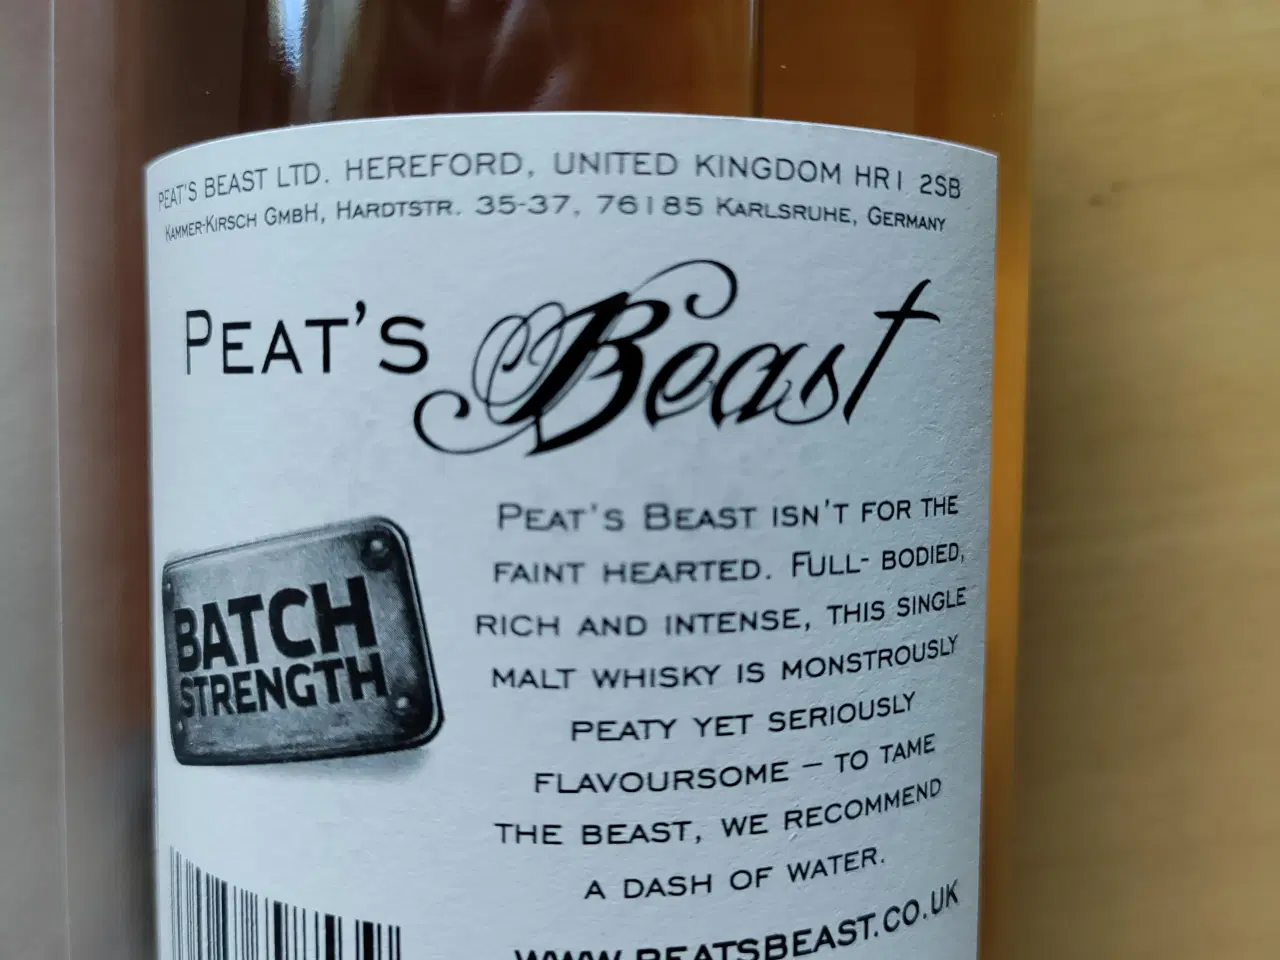 PEAT'S BEAST LTD. HEREFORD, UNITED KINGDOM HR1 2SB
KAMMER-KIRSCH GMBH, HARDTSTR. 35-37, 76185 KARLSRUHE, GERMANY
PEAT'S Beast
BATCH
STRENGTH
PEAT'S BEAST ISN'T FOR THE
FAINT HEARTED. FULL- BODIED,
RICH AND INTENSE, THIS SINGLE
MALT WHISKY IS MONSTROUSLY
PEATY YET SERIOUSLY
FLAVOURSOME – TO TAME
THE BEAST, WE RECOMMEND
A DASH OF WATER.
WWW.PEATSBEAST.CO.UK